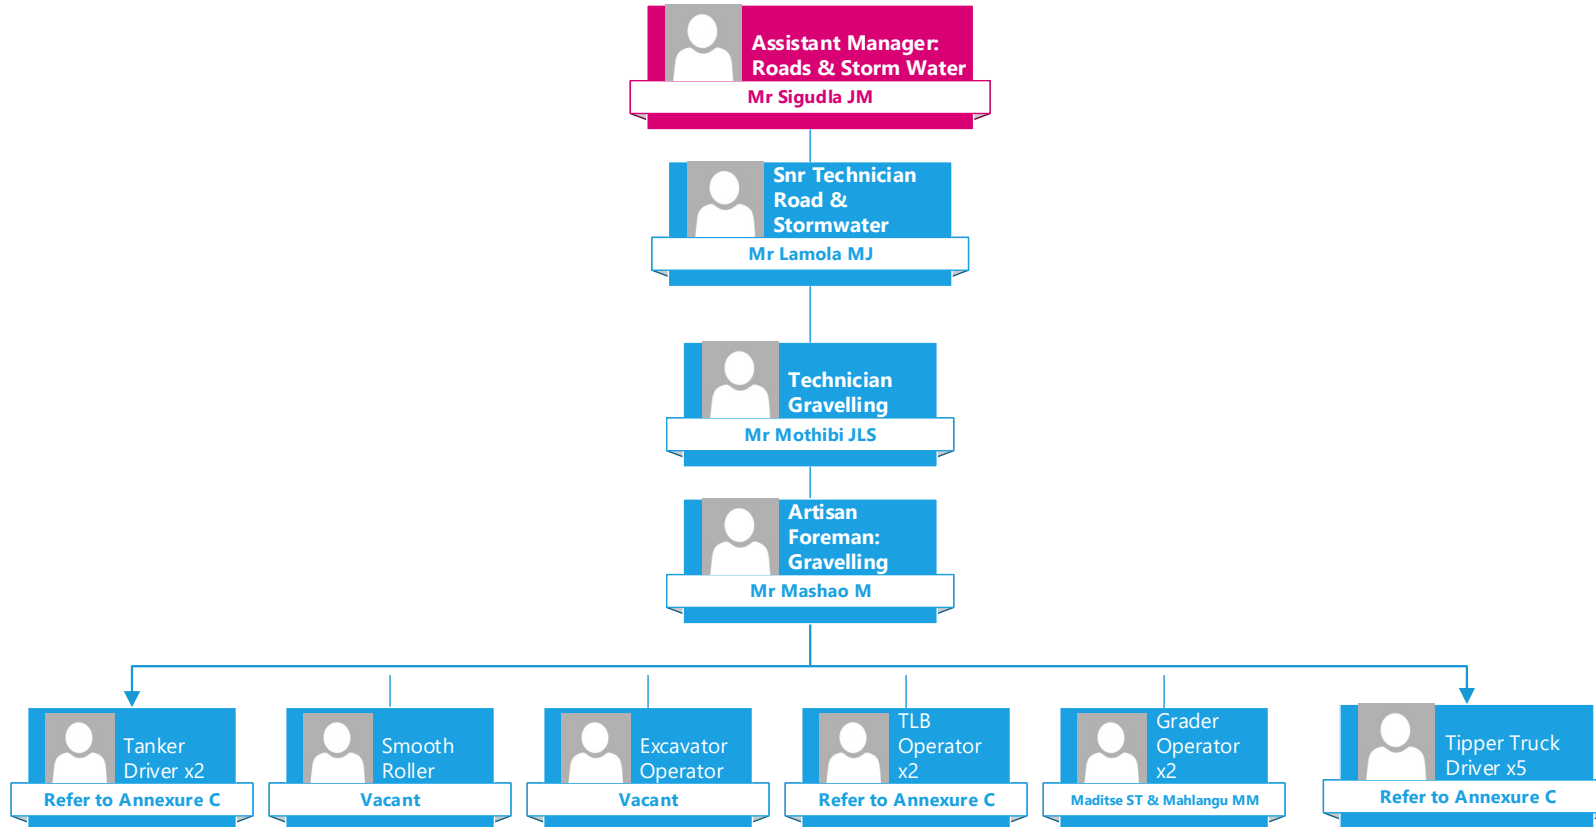 Assistant Manager:
Roads & Storm Water
Mr Sigudla JM
Snr Technician
Road &
Stormwater
Mr Lamola MJ
Technician
Gravelling
Mr Mothibi JLS
Artisan
Foreman:
Gravelling
Mr Mashao M
Tanker
Driver x2
Refer to Annexure C
Smooth
Roller
Vacant
Excavator
Operator
Vacant
TLB
Operator
x2
Refer to Annexure C
Grader
Operator
x2
Maditse ST & Mahlangu MM
Tipper Truck
Driver x5
Refer to Annexure C